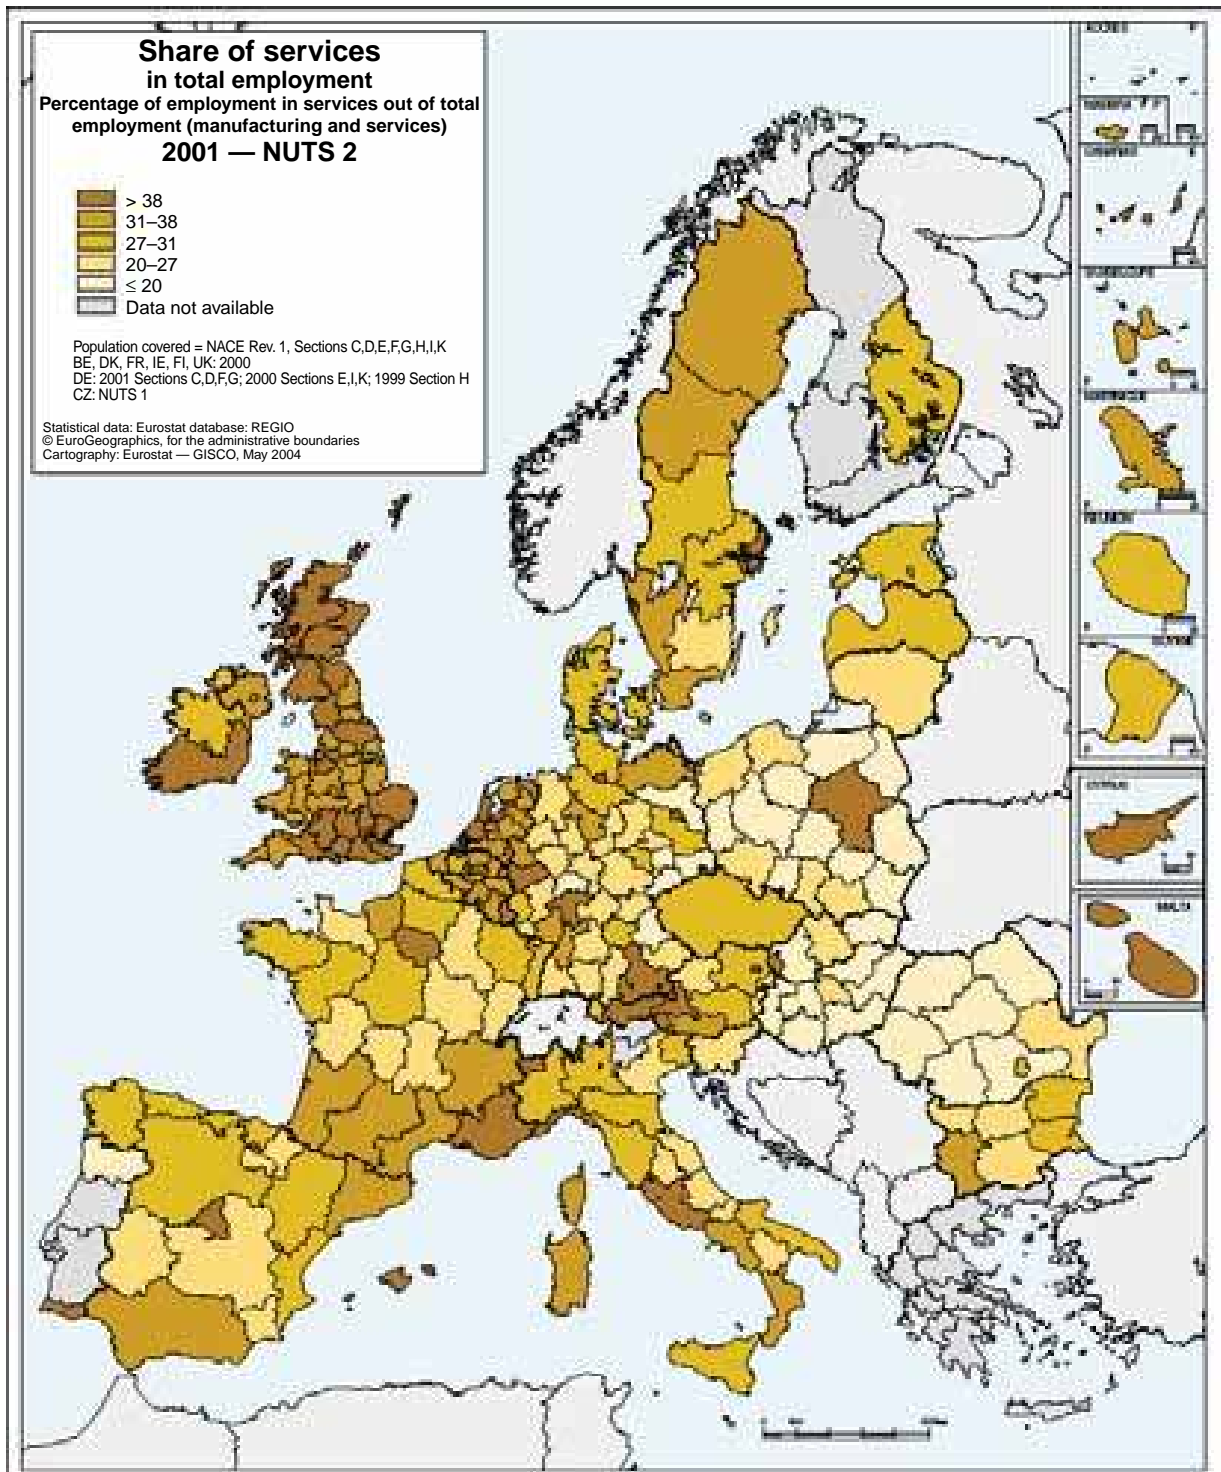 Share of services
in total employment
Percentage of employment in services out of total
employment (manufacturing and services)
2001 — NUTS 2
> 38
31–38
27–31
20–27
≤ 20
Data not available
Population covered = NACE Rev. 1, Sections C,D,E,F,G,H,I,K
BE, DK, FR, IE, FI, UK: 2000
DE: 2001 Sections C,D,F,G; 2000 Sections E,I,K; 1999 Section H
CZ: NUTS 1
Statistical data: Eurostat database: REGIO
© EuroGeographics, for the administrative boundaries
Cartography: Eurostat — GISCO, May 2004
REUNION
CYPRUS
MALTA